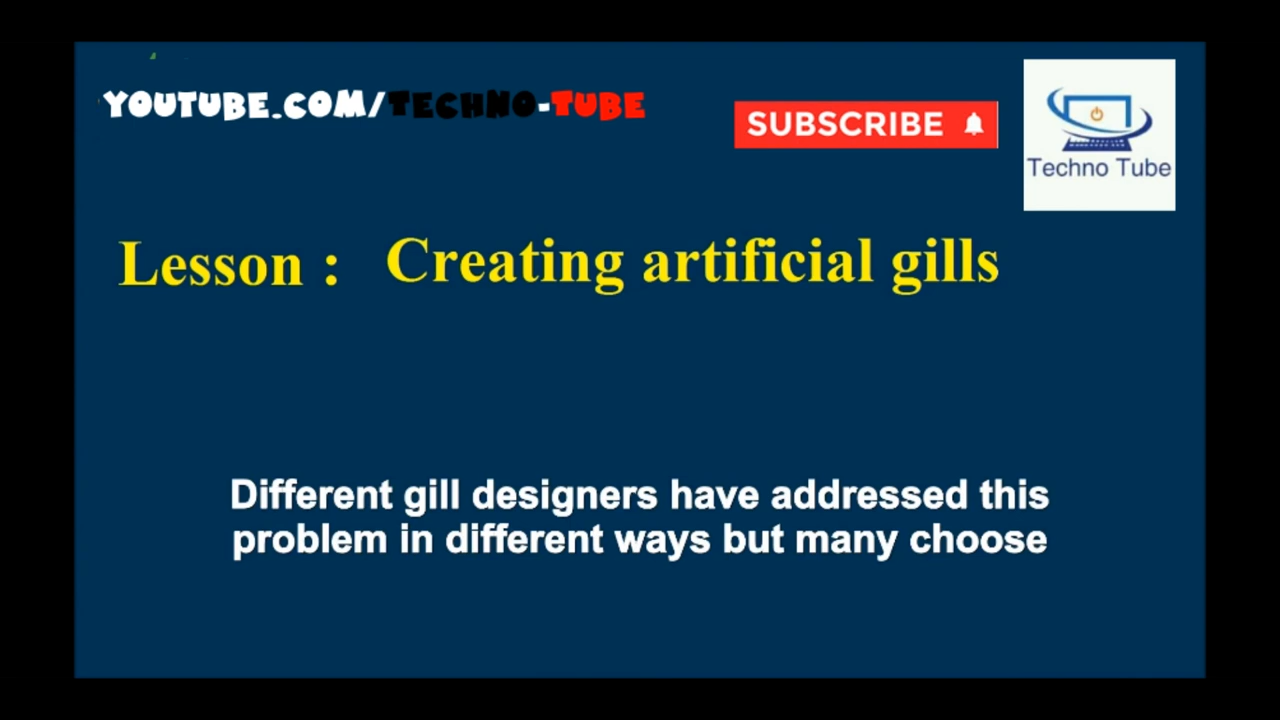 YOUTUBE.COM/TECHNO-TUBE
SUBSCRIBE
Techno Tube
Lesson : Creating artificial gills
Different gill designers have addressed this
problem in different ways but many choose